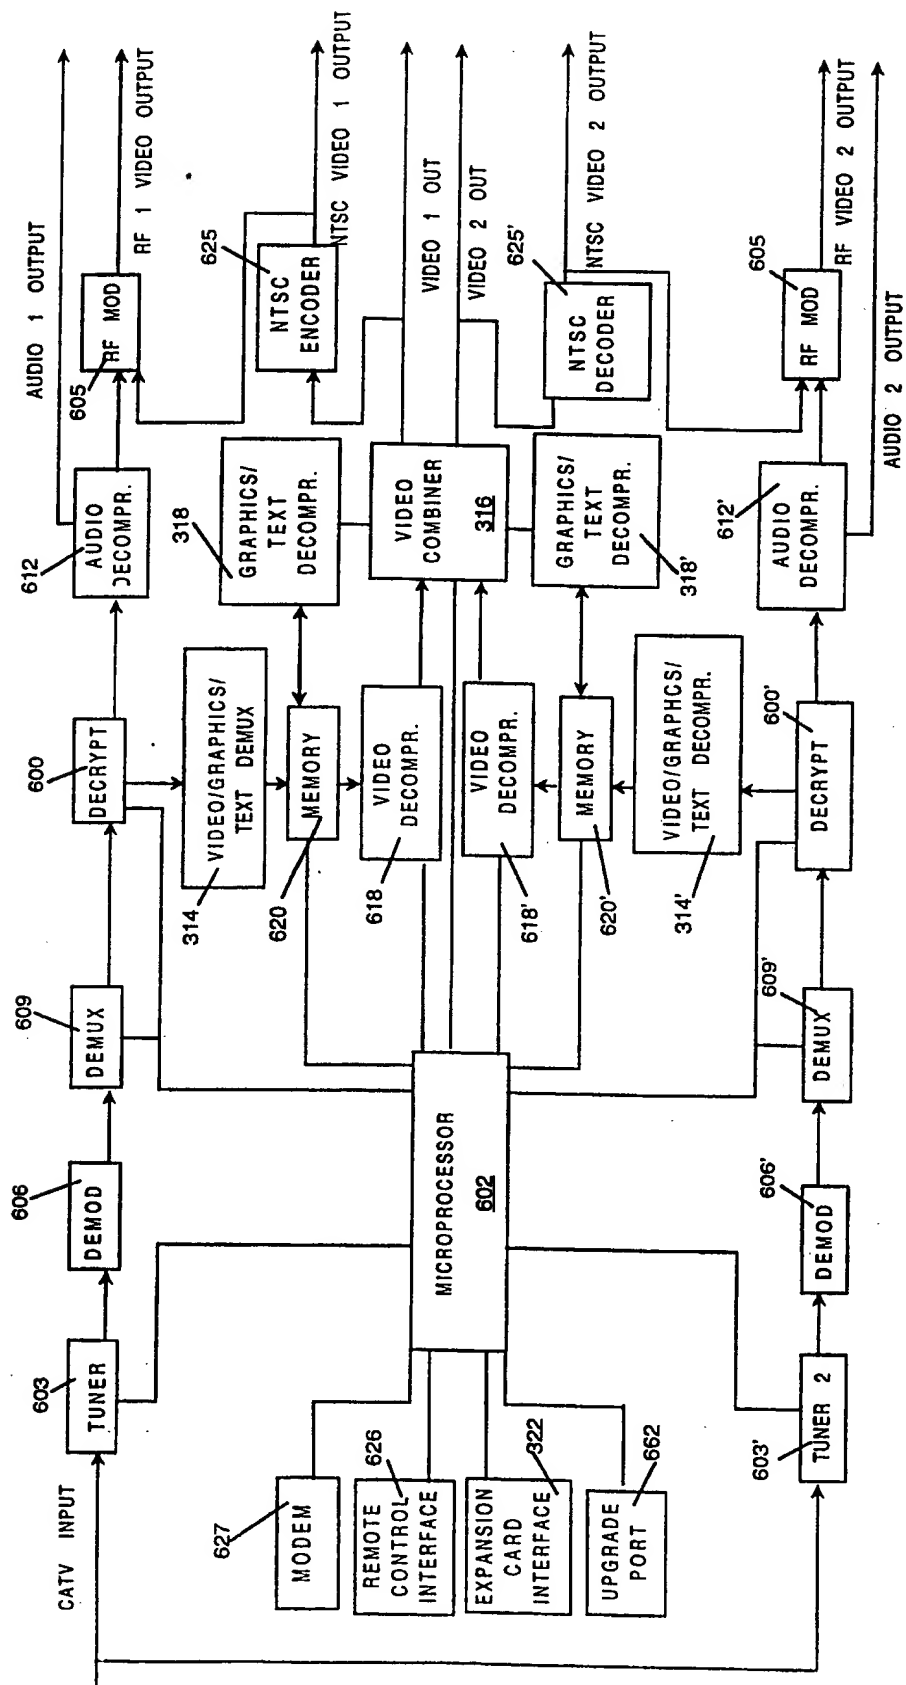 CATV INPUT
603
TUNER
606
DEMOD
609
DEMUX
600
DECRYPT
612
AUDIO
DECOMPR.
605
RF MOD
AUDIO 1 OUTPUT
RF 1 VIDEO OUTPUT
314
VIDEO/GRAPHICS/
TEXT DEMUX
318
GRAPHICS/
TEXT
DECOMPR.
625
NTSC
ENCODER
NTSC VIDEO 1 OUTPUT
620
MEMORY
618
VIDEO
DECOMPR.
627
MODEM
626
REMOTE
CONTROL
INTERFACE
322
EXPANSION
CARD
INTERFACE
662
UPGRADE
PORT
MICROPROCESSOR
602
VIDEO
COMBINER
316
VIDEO 1 OUT
VIDEO 2 OUT
618'
VIDEO
DECOMPR.
620'
MEMORY
318'
GRAPHICS/
TEXT
DECOMPR.
625'
NTSC
DECODER
NTSC VIDEO 2 OUTPUT
314'
VIDEO/GRAPHCS/
TEXT DECOMPR.
603'
TUNER 2
606'
DEMOD
609'
DEMUX
600'
DECRYPT
612'
AUDIO
DECOMPR.
605
RF MOD
RF VIDEO 2 OUTPUT
AUDIO 2 OUTPUT